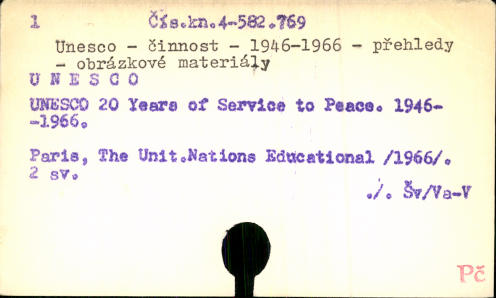 1 Čís.kn.4-582.769
Unesco - činnost - 1946-1966 - přehledy
- obrázkové materiály
U N E S C O
UNESCO 20 Years of Service to Peace. 1946-
-1966.
Paris, The Unit.Nations Educational /1966/.
2 sv.
./. Šv/Va-V
Pč